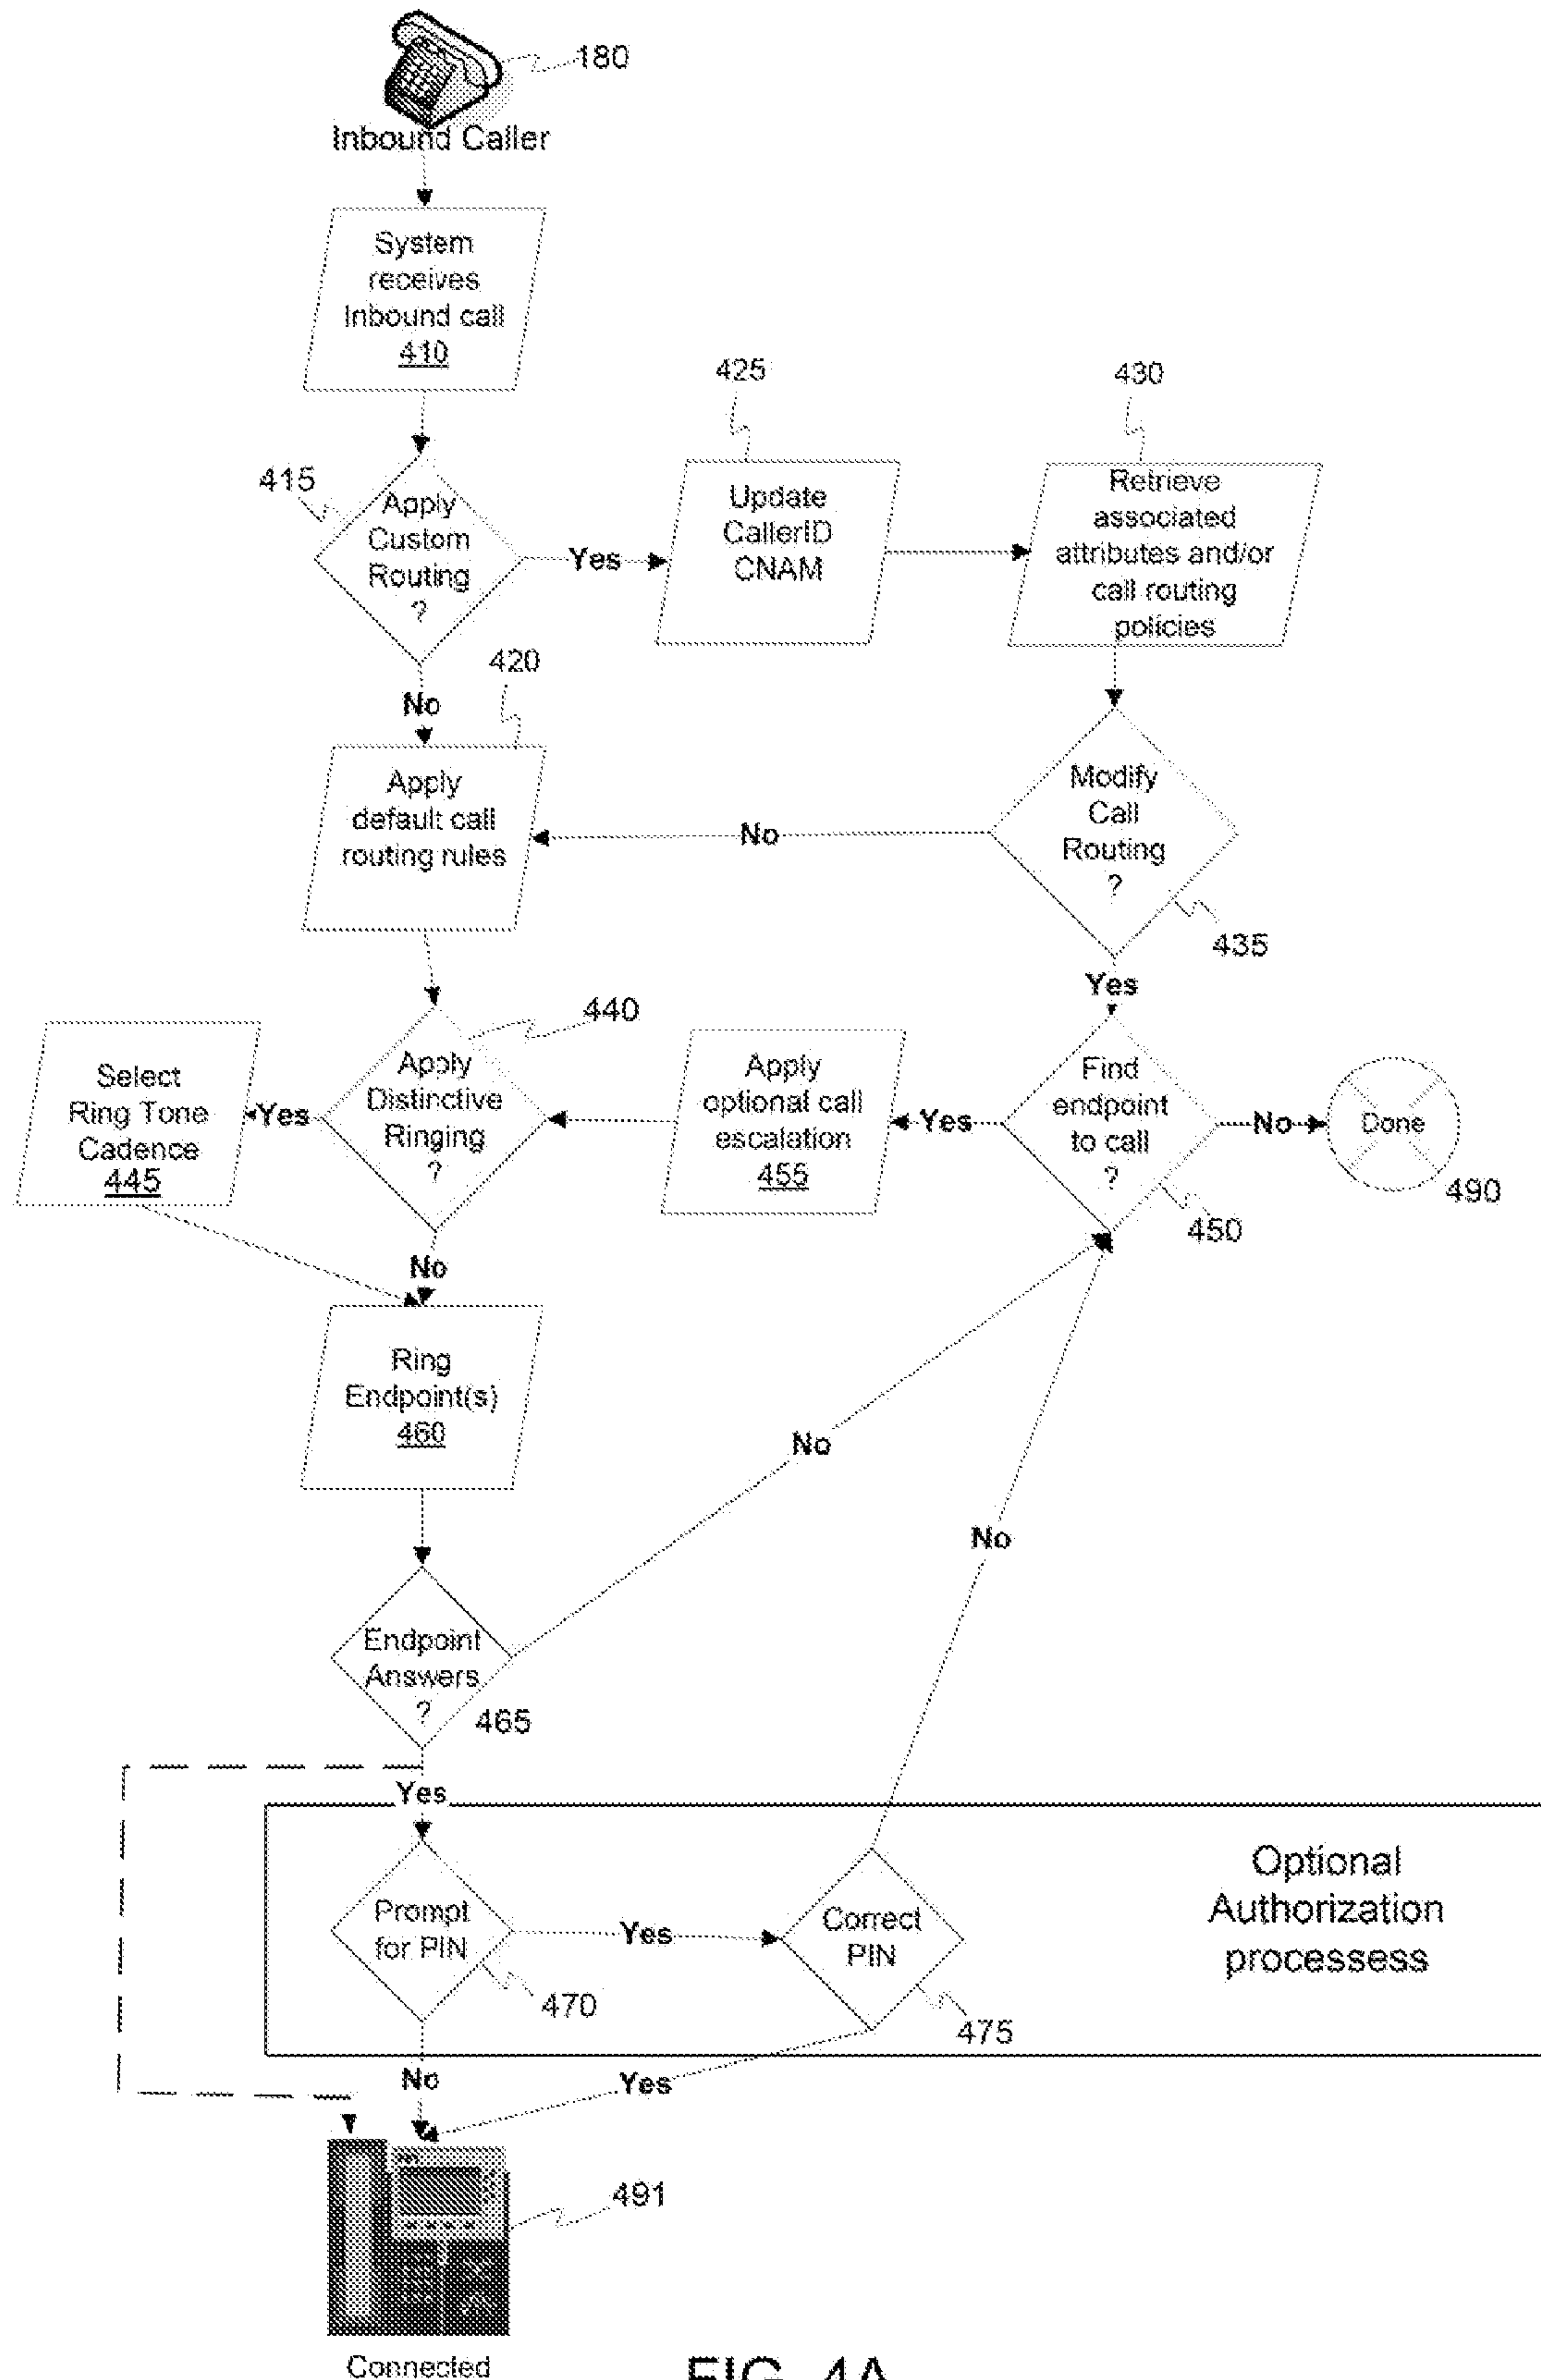 180
Inbound Caller
System
receives
Inbound call
410
425
430
415
Apply
Custom
Routing
?
Yes
Update
CallerID
CNAM
Retrieve
associated
attributes and/or
call routing
policies
No
420
Apply
default call
routing rules
No
Modify
Call
Routing
?
435
Yes
440
Select
Ring Tone
Cadence
445
Yes
Apply
Distinctive
Ringing
?
Apply
optional call
escalation
455
Yes
Find
endpoint
to call
?
No
Done
490
450
No
Ring
Endpoint(s)
460
No
No
Endpoint
Answers
?
465
Yes
Prompt
for PIN
Yes
Correct
PIN
Optional
Authorization
processess
470
475
No
Yes
491
Connected
FIG. 4A